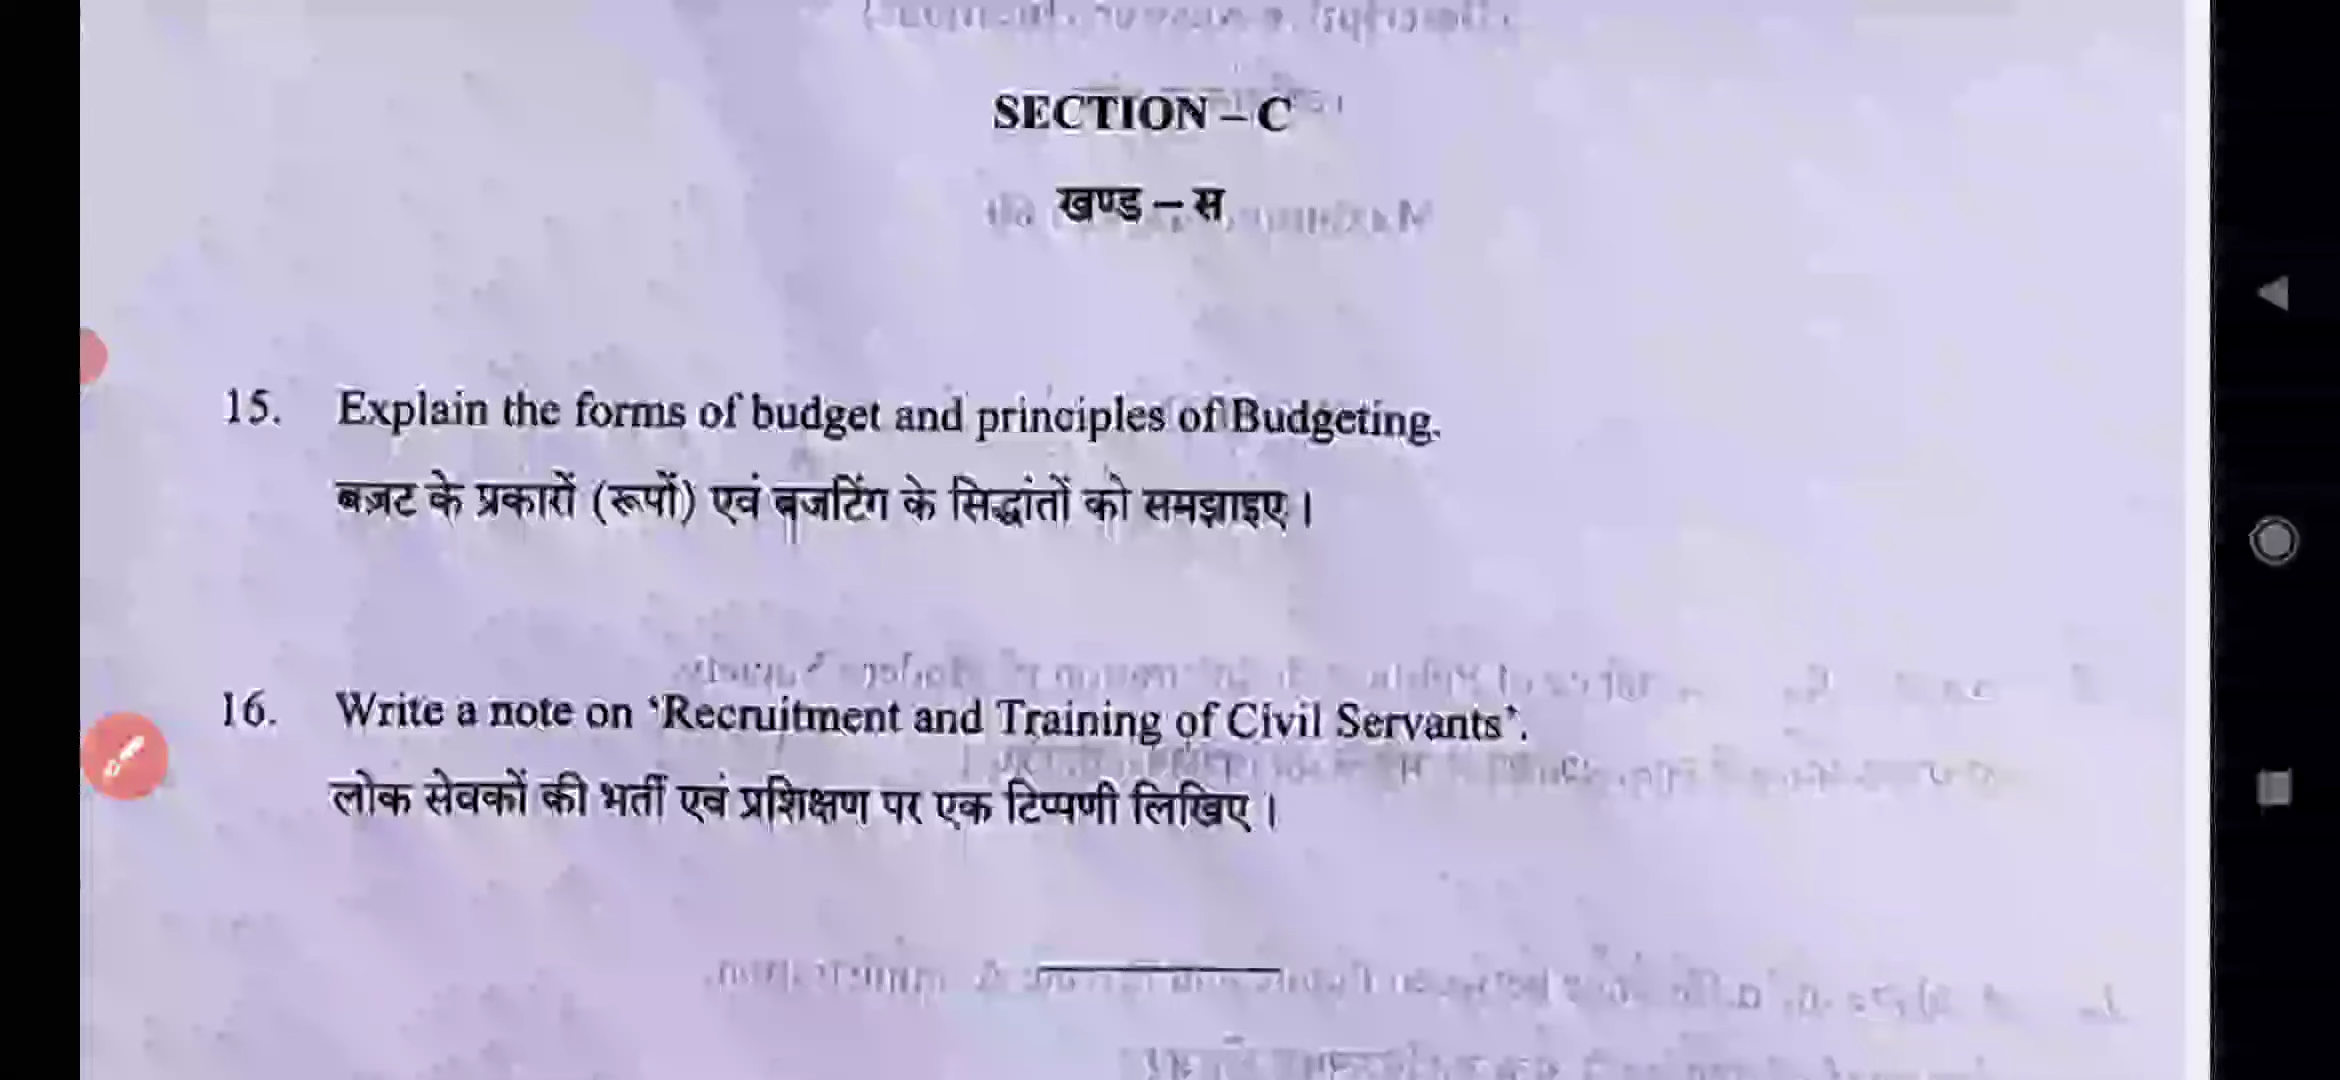 SECTION – C
खण्ड – स
15. Explain the forms of budget and principles of Budgeting.
बजट के प्रकारों (रूपों) एवं बजटिंग के सिद्धांतों को समझाइए।
16. Write a note on ‘Recruitment and Training of Civil Servants’.
लोक सेवकों की भर्ती एवं प्रशिक्षण पर एक टिप्पणी लिखिए।